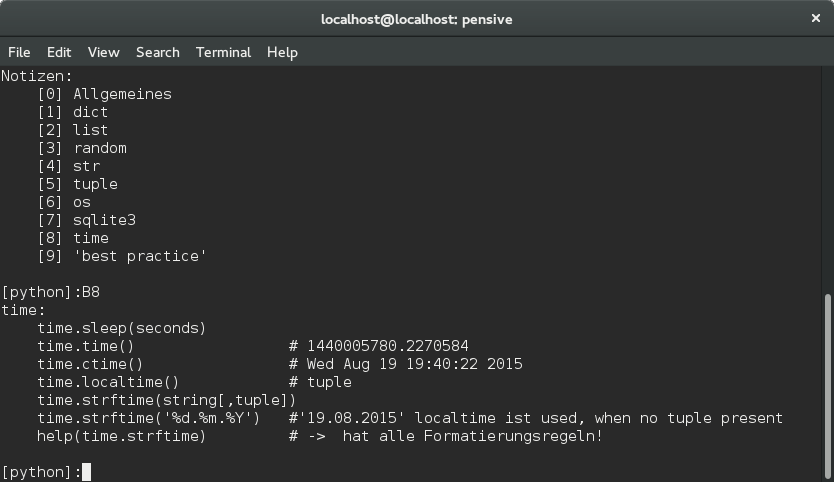 localhost@localhost: pensive
×
File Edit View Search Terminal Help
Notizen:
    [0] Allgemeines
    [1] dict
    [2] list
    [3] random
    [4] str
    [5] tuple
    [6] os
    [7] sqlite3
    [8] time
    [9] 'best practice'
[python]:B8
time:
    time.sleep(seconds)
    time.time()                 # 1440005780.2270584
    time.ctime()                # Wed Aug 19 19:40:22 2015
    time.localtime()            # tuple
    time.strftime(string[,tuple])
    time.strftime('%d.%m.%Y')   #'19.08.2015' localtime ist used, when no tuple present
    help(time.strftime)         # ->  hat alle Formatierungsregeln!
[python]: